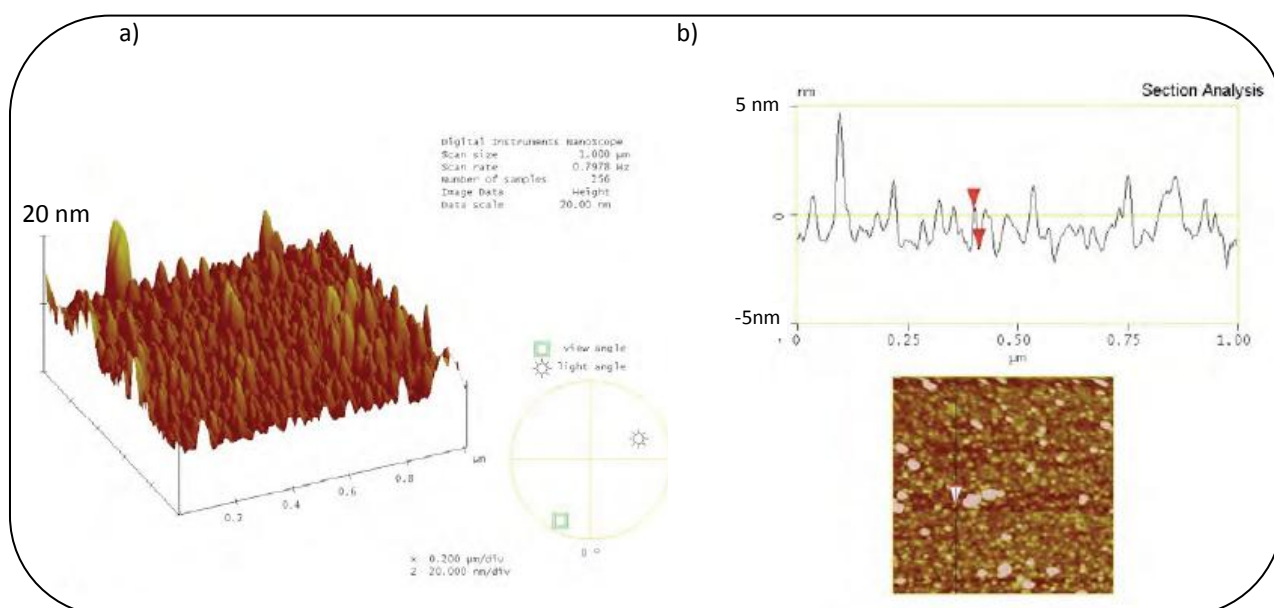 a)
Digital Instruments NanoScope
Scan size 1.000 µm
Scan rate 0.7978 Hz
Number of samples 256
Image Data Height
Data scale 20.00 nm
20 nm
view angle
light angle
µm
0.2
0.4
0.6
0.8
0 °
x 0.200 µm/div
Z 20.000 nm/div
b)
nm
Section Analysis
5 nm
0
-5nm
0
0.25
0.50
0.75
1.00
µm